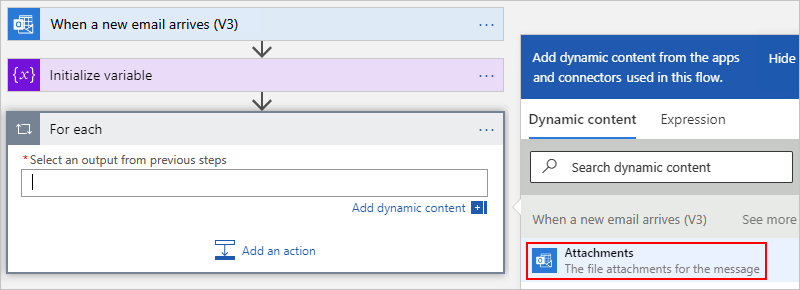 When a new email arrives (V3)
...
{x} Initialize variable
...
For each
...
*Select an output from previous steps
Add dynamic content
Add an action
Add dynamic content from the apps
and connectors used in this flow.
Hide
Dynamic content
Expression
Search dynamic content
When a new email arrives (V3)
See more
Attachments
The file attachments for the message